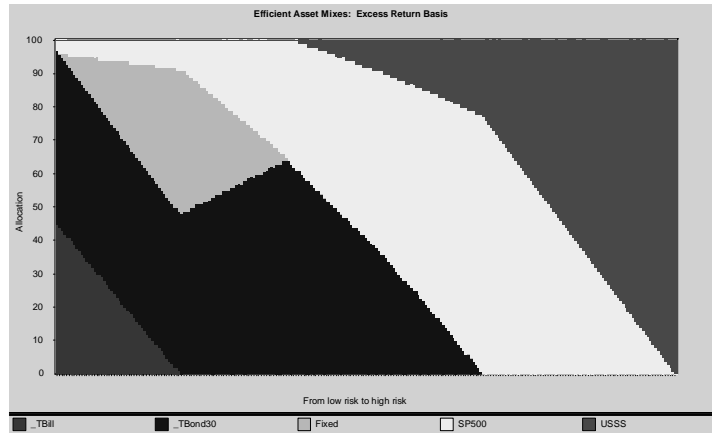 Efficient Asset Mixes: Excess Return Basis
100
90
80
70
60
50
40
30
20
10
0
Allocation
From low risk to high risk
_TBill _TBond30 Fixed SP500 USSS